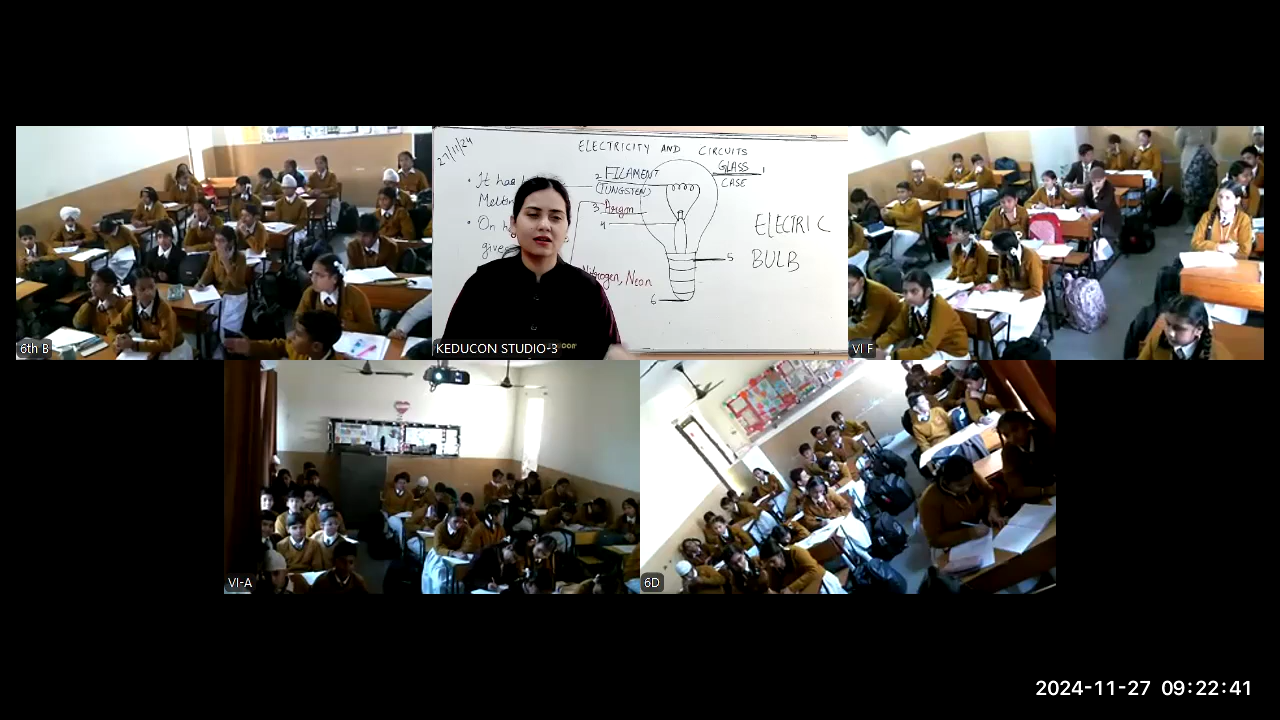 27/11/24
ELECTRICITY AND CIRCUITS
GLASS 1
CASE
2 FILAMENT
(TUNGSTEN)
3 Argon
4
• It has
• On
give
ELECTRIC
BULB
5
Nitrogen, Neon
6
6th B
KEDUCON STUDIO-3
VI F
VI-A
6D
2024-11-27 09:22:41